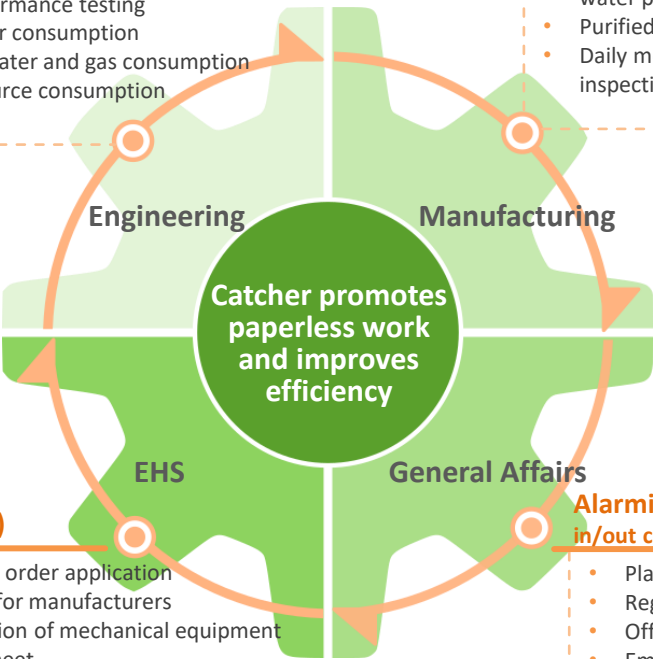 rmance testing
r consumption
ater and gas consumption
urce consumption
• Purified
• Daily m
inspecti
Engineering
Manufacturing
Catcher promotes
paperless work
and improves
efficiency
EHS
General Affairs
Alarmi
in/out c
order application
for manufacturers
ion of mechanical equipment
• Pla
• Reg
• Off